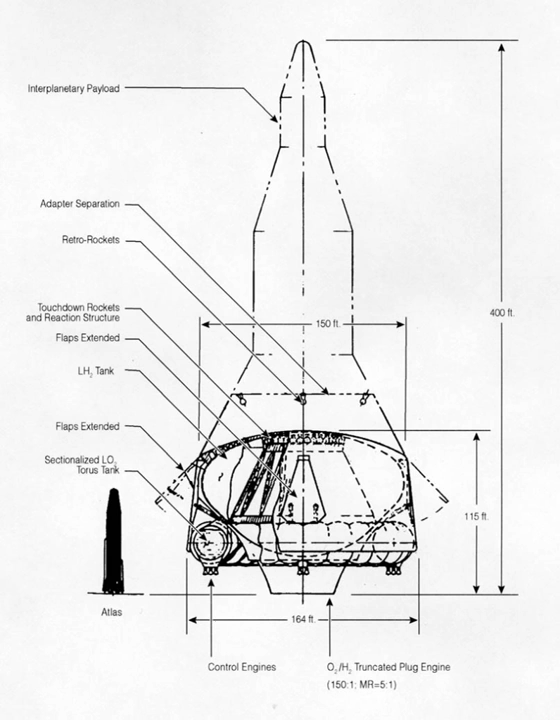 Interplanetary Payload
Adapter Separation
Retro-Rockets
Touchdown Rockets
and Reaction Structure
Flaps Extended
LH₂ Tank
Flaps Extended
Sectionalized LO₂
Torus Tank
Atlas
150 ft.
400 ft.
115 ft.
164 ft.
Control Engines
O₂/H₂ Truncated Plug Engine
(150:1; MR=5:1)